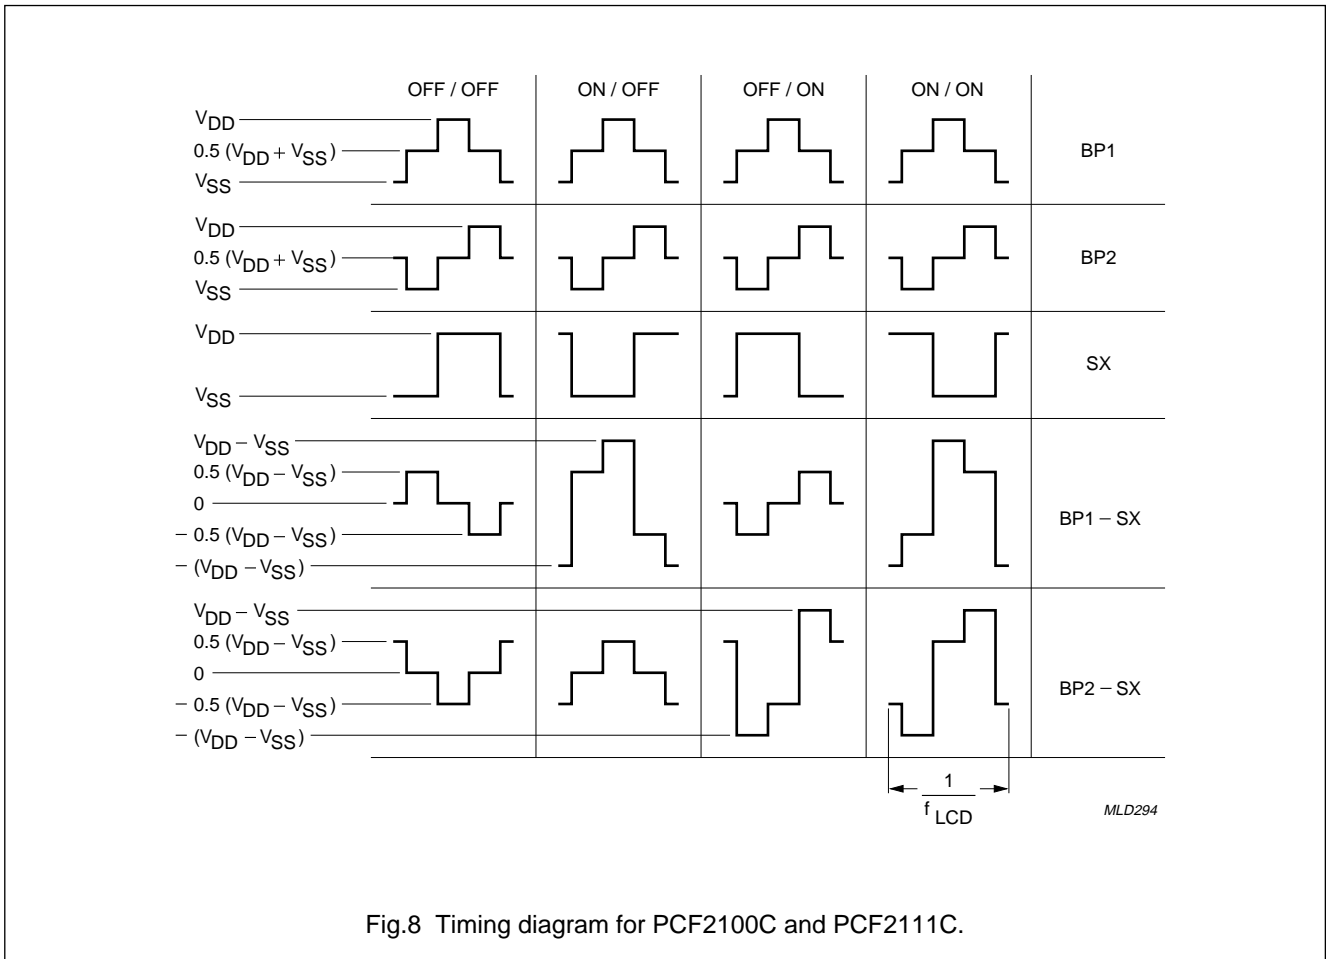 OFF / OFF ON / OFF OFF / ON ON / ON
VDD
0.5 (VDD + VSS)
VSS
BP1
VDD
0.5 (VDD + VSS)
VSS
BP2
VDD
VSS
SX
VDD − VSS
0.5 (VDD − VSS)
0
− 0.5 (VDD − VSS)
− (VDD − VSS)
BP1 − SX
VDD − VSS
0.5 (VDD − VSS)
0
− 0.5 (VDD − VSS)
− (VDD − VSS)
BP2 − SX
1
f LCD
MLD294
Fig.8 Timing diagram for PCF2100C and PCF2111C.